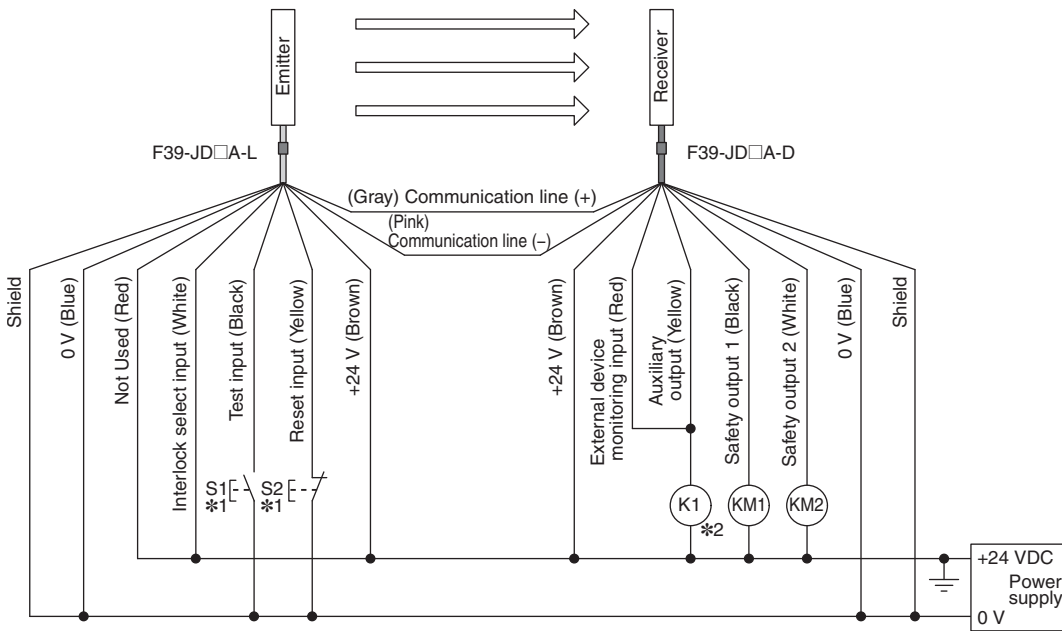 Emitter
Receiver
F39-JD□A-L
F39-JD□A-D
(Gray) Communication line (+)
(Pink)
Communication line (−)
Shield
0 V (Blue)
Not Used (Red)
Interlock select input (White)
Test input (Black)
Reset input (Yellow)
+24 V (Brown)
+24 V (Brown)
External device
monitoring input (Red)
Auxiliary
output (Yellow)
Safety output 1 (Black)
Safety output 2 (White)
0 V (Blue)
Shield
S1
✱1
S2
✱1
K1
✱2
KM1
KM2
+24 VDC
Power
supply
0 V